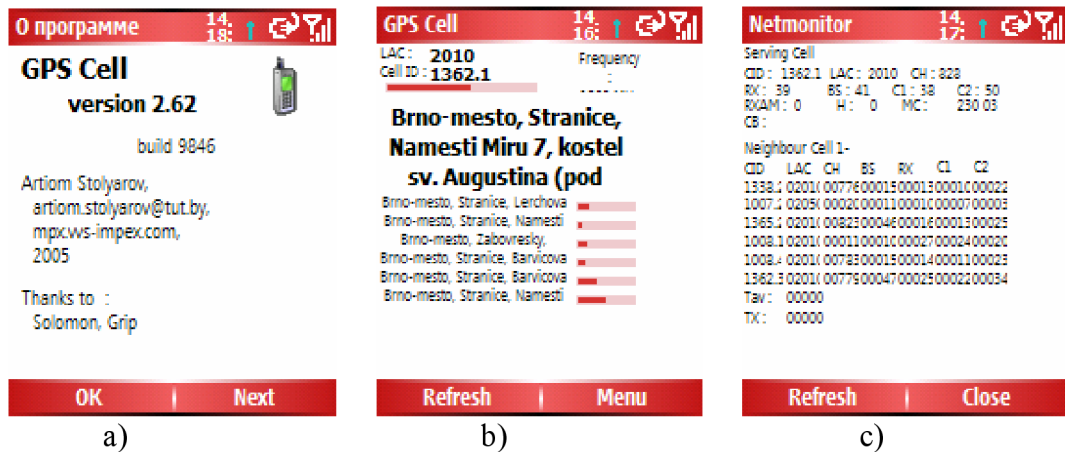 О программе 14: 18:
GPS Cell
version 2.62
build 9846
Artiom Stolyarov,
artiom.stolyarov@tut.by,
mpx.vvs-impex.com,
2005
Thanks to :
Solomon, Grip
OK Next
a)
GPS Cell 14: 16:
LAC: 2010 Frequency
Cell ID : 1362.1 :
Brno-mesto, Stranice,
Namesti Miru 7, kostel
sv. Augustina (pod
Brno-mesto, Stranice, Lerchova
Brno-mesto, Stranice, Namesti
Brno-mesto, Zabovresky,
Brno-mesto, Stranice, Barvicova
Brno-mesto, Stranice, Barvicova
Brno-mesto, Stranice, Namesti
Refresh Menu
b)
Netmonitor 14: 17:
Serving Cell
CID: 1362.1 LAC: 2010 CH:828
RX: 39 BS:41 C1:38 C2:50
RXAM: 0 H: 0 MC: 230 03
CB:
Neighbour Cell 1-
CID LAC CH BS RX C1 C2
Tav: 00000
TX: 00000
Refresh Close
c)